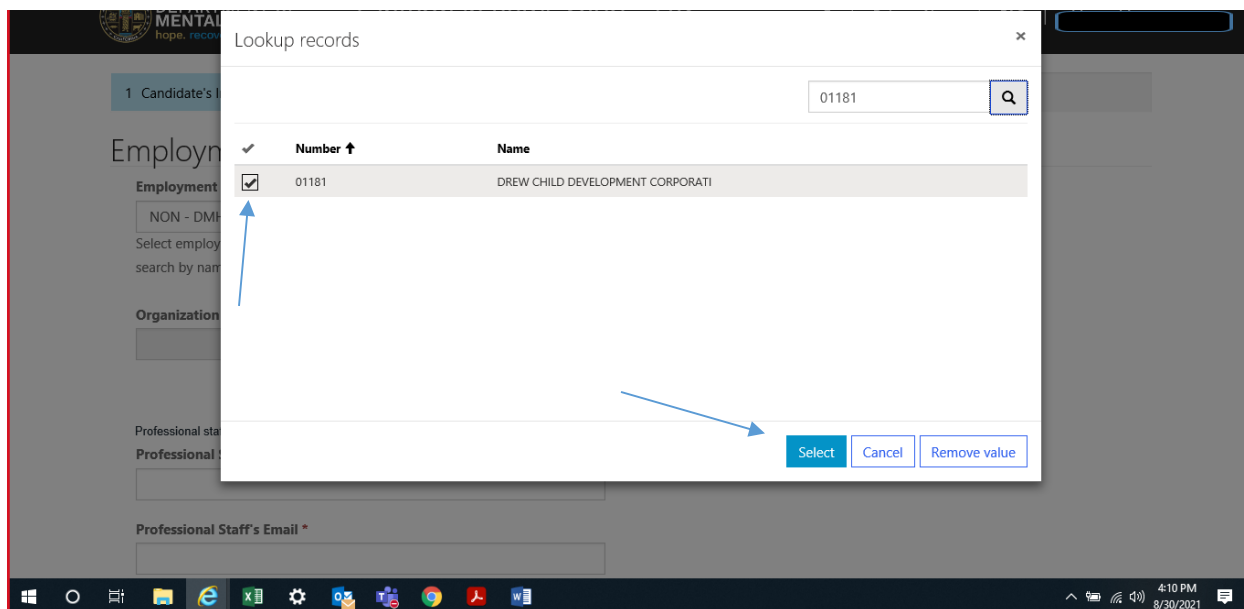 MENTAL
hope. recov
Lookup records
×
1 Candidate's I
01181
Employn
Number ↑ Name
01181 DREW CHILD DEVELOPMENT CORPORATI
Employment
NON - DMH
Select employ
search by nam
Organization
Professional sta
Professional
Select Cancel Remove value
Professional Staff's Email *
4:10 PM
8/30/2021